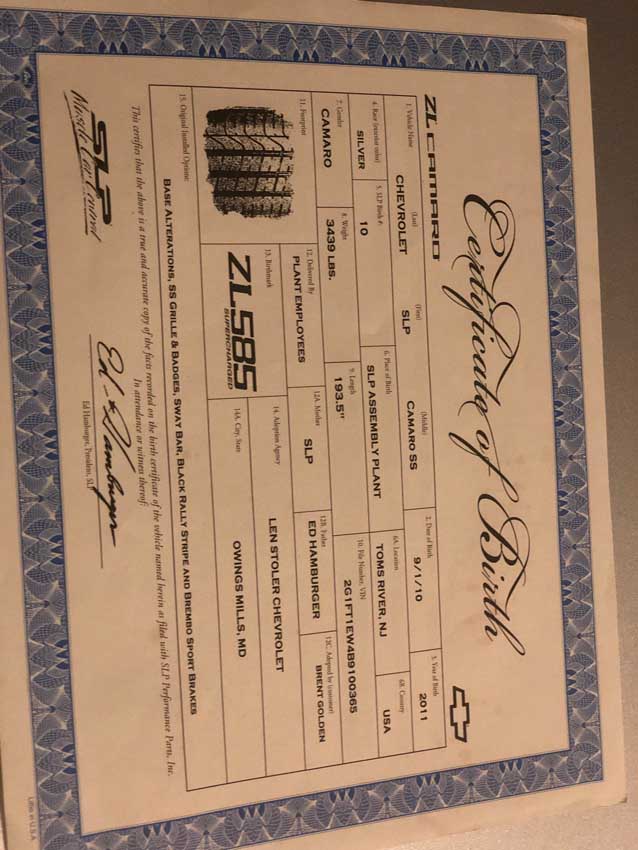 Certificate of Birth
ZL CAMARO
1. Vehicle Name (Last) (First) (Middle) 2. Date of Birth 3. Year of Birth
CHEVROLET SLP CAMARO SS 9/1/10 2011
4. Race (exterior color) 5. SLP Birth #: 6. Place of Birth 6A. Location 6B. Country
SILVER 10 SLP ASSEMBLY PLANT TOMS RIVER, NJ USA
7. Gender 8. Weight 9. Length 10. File Number, VIN
CAMARO 3439 LBS. 193.5" 2G1FT1EW4B9100365
11. Footprint 12. Delivered By 12A. Mother 12B. Father 12C. Adopted by (customer)
PLANT EMPLOYEES SLP ED HAMBURGER BRENT GOLDEN
13. Birthmark 14. Adoption Agency
ZL585 LEN STOLER CHEVROLET
SUPERCHARGED
14A. City, State
OWINGS MILLS, MD
15. Original Installed Options:
BASE ALTERATIONS, SS GRILLE & BADGES, SWAY BAR, BLACK RALLY STRIPE AND BREMBO SPORT BRAKES
This certifies that the above is a true and accurate copy of the facts recorded on the birth certificate of the vehicle named herein as filed with SLP Performance Parts, Inc.
In attendance or witness thereof:
SLP
Muscle Car Central
Ed Hamburger
Ed Hamburger, President, SLP
Litho in U.S.A.